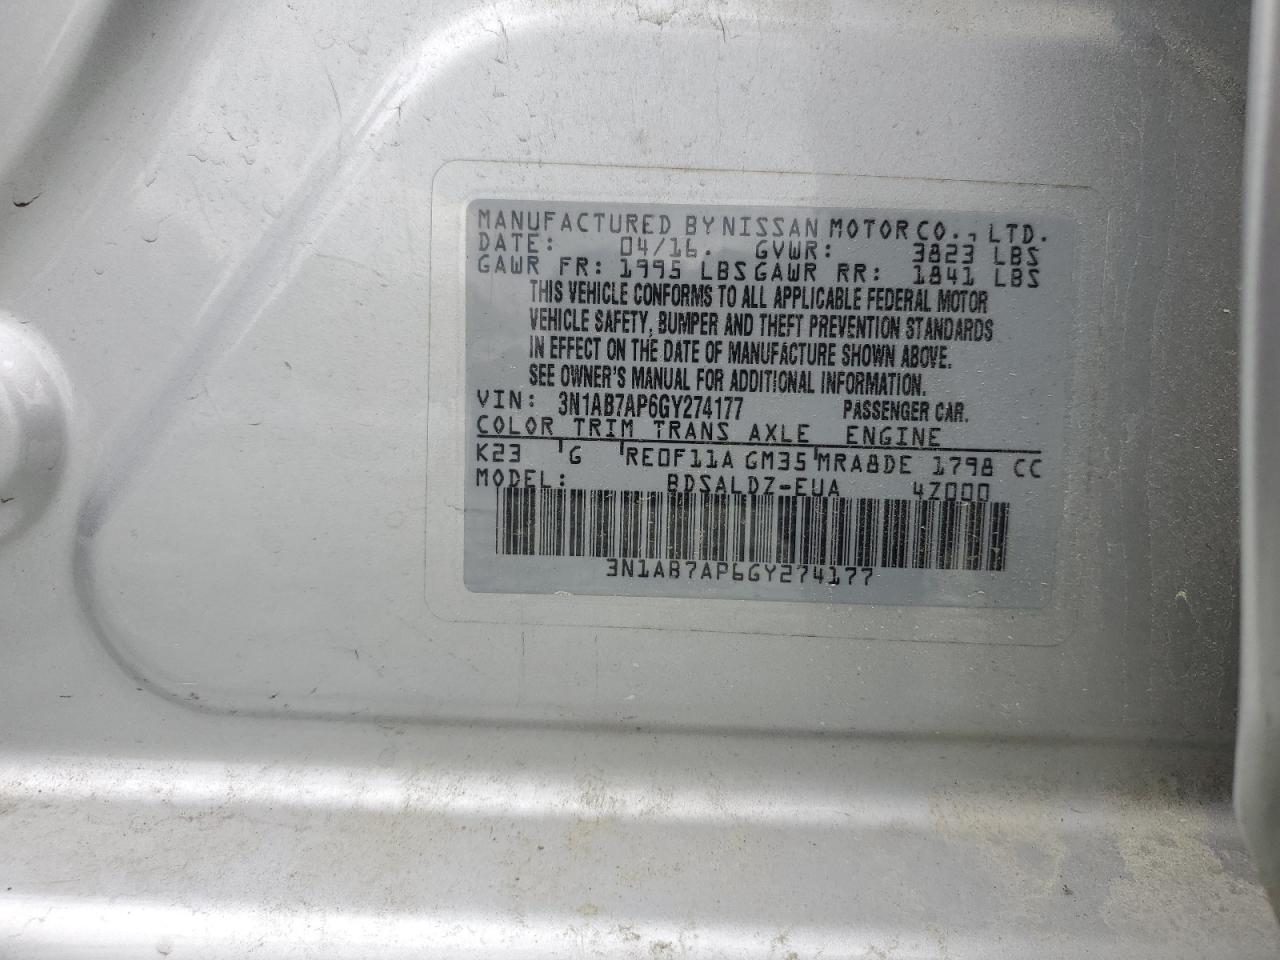 MANUFACTURED BY NISSAN MOTOR CO., LTD.
DATE: 04/16. GVWR: 3823 LBS
GAWR FR: 1995 LBS GAWR RR: 1841 LBS
THIS VEHICLE CONFORMS TO ALL APPLICABLE FEDERAL MOTOR
VEHICLE SAFETY, BUMPER AND THEFT PREVENTION STANDARDS
IN EFFECT ON THE DATE OF MANUFACTURE SHOWN ABOVE.
SEE OWNER'S MANUAL FOR ADDITIONAL INFORMATION.
VIN: 3N1AB7AP6GY274177 PASSENGER CAR.
COLOR TRIM TRANS AXLE ENGINE
K23 G RE0F11A GM35 MRA8DE 1798 CC
MODEL: BDSALDZ-EUA 4Z000
3N1AB7AP6GY274177